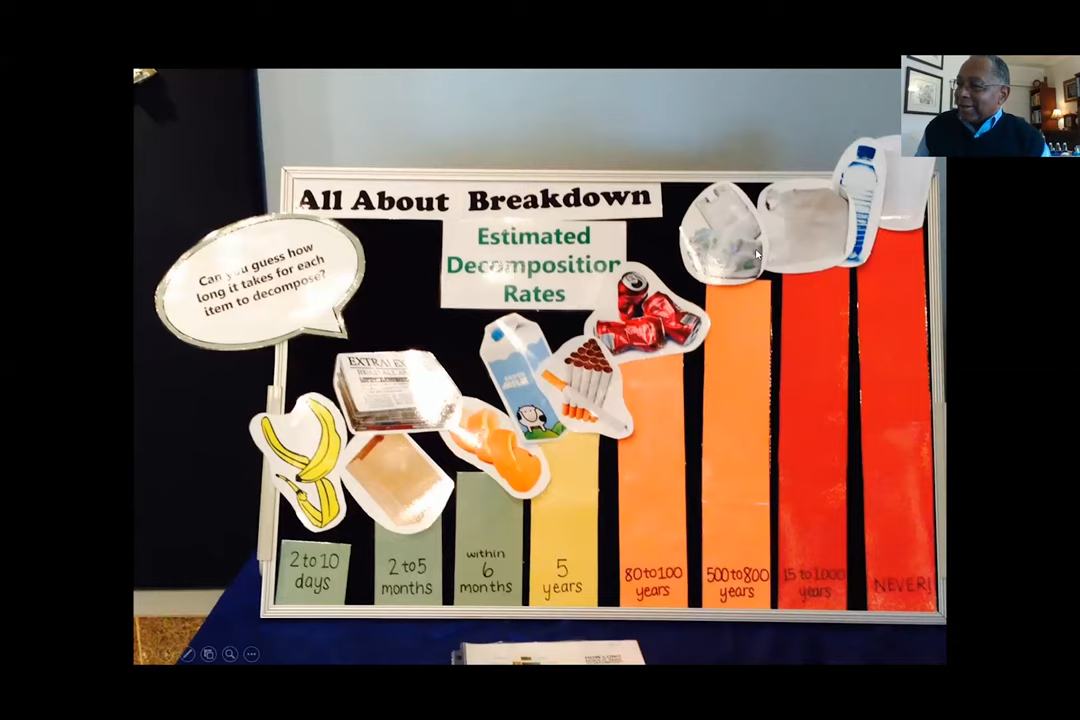 All About Breakdown
Estimated
Decomposition
Rates
Can you guess how
long it takes for each
item to decompose?
2 to 10
days
2 to 5
months
within
6
months
5
years
80 to 100
years
500 to 800
years
15 to 1000
years
NEVER!